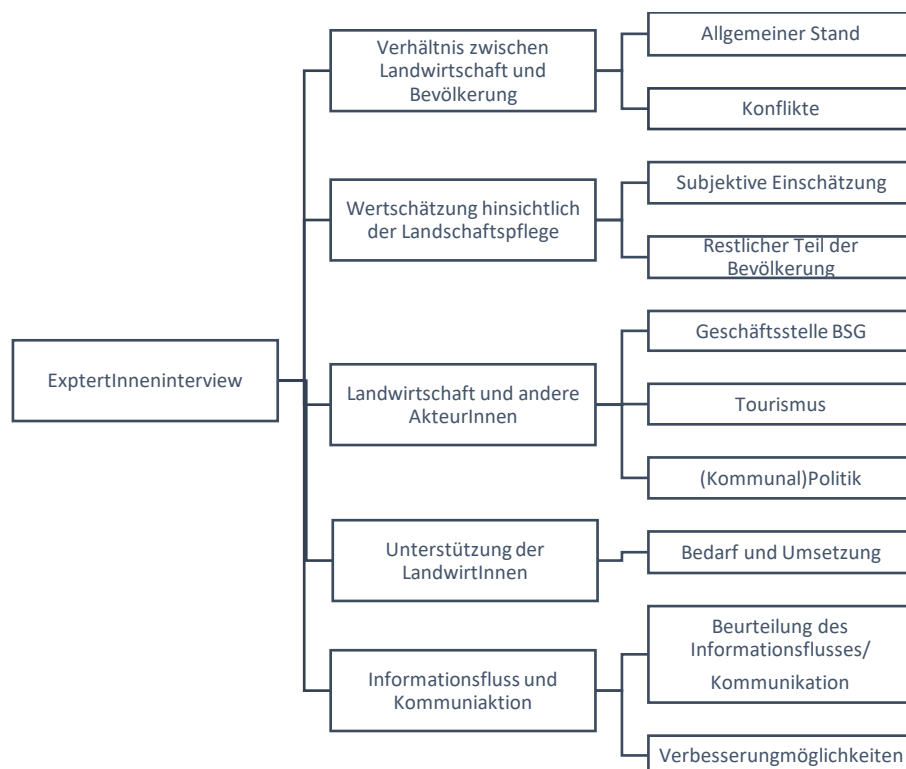 ExptertInneninterview
Verhältnis zwischen
Landwirtschaft und
Bevölkerung
Allgemeiner Stand
Konflikte
Wertschätzung hinsichtlich
der Landschaftspflege
Subjektive Einschätzung
Restlicher Teil der
Bevölkerung
Landwirtschaft und andere
AkteurInnen
Geschäftsstelle BSG
Tourismus
(Kommunal)Politik
Unterstützung der
LandwirtInnen
Bedarf und Umsetzung
Informationsfluss und
Kommuniaktion
Beurteilung des
Informationsflusses/
Kommunikation
Verbesserungmöglichkeiten